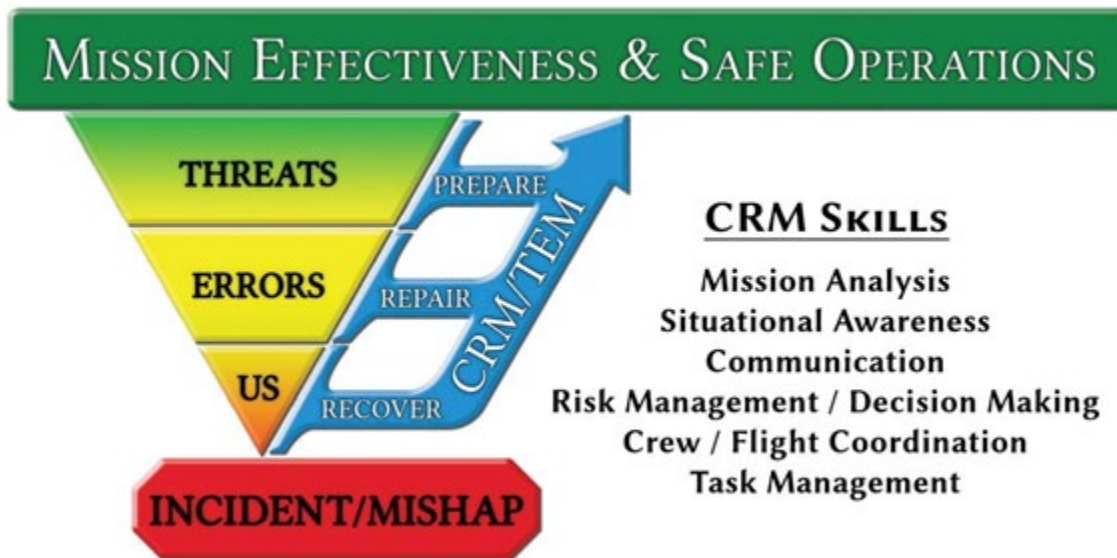 MISSION EFFECTIVENESS & SAFE OPERATIONS
THREATS
PREPARE
ERRORS
REPAIR
US
RECOVER
CRM/TEM
INCIDENT/MISHAP
CRM SKILLS
Mission Analysis
Situational Awareness
Communication
Risk Management / Decision Making
Crew / Flight Coordination
Task Management